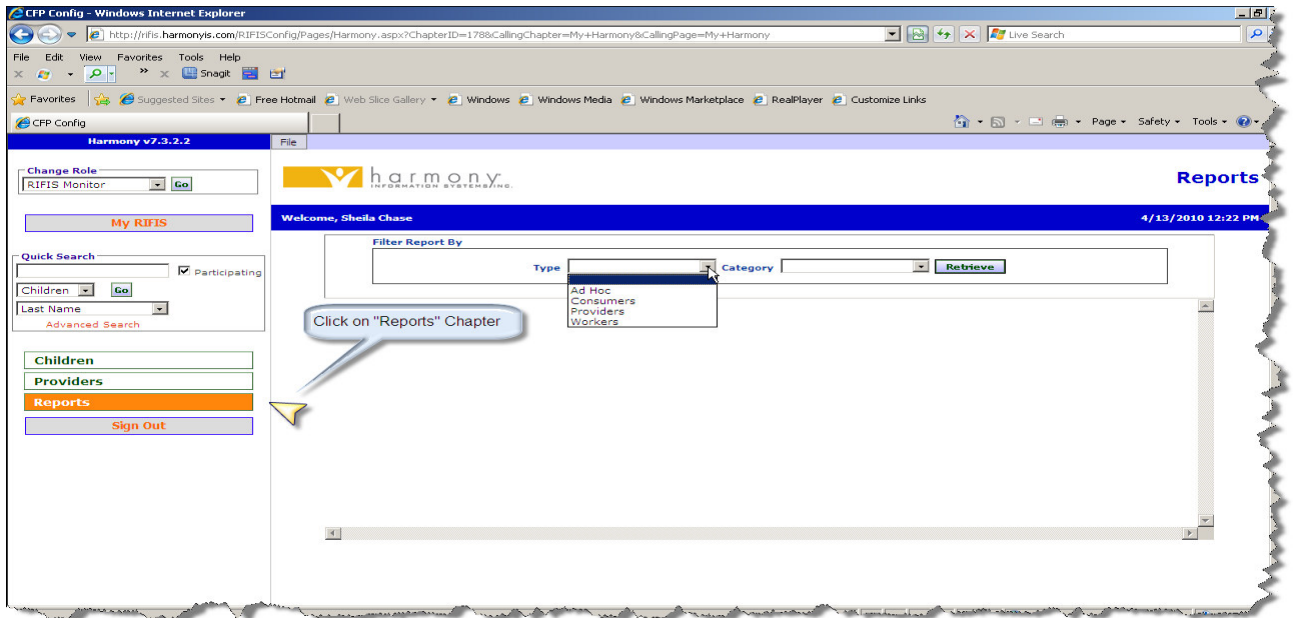 CFP Config - Windows Internet Explorer
http://rifis.harmonyis.com/RIFISConfig/Pages/Harmony.aspx?ChapterID=178&CallingChapter=My+Harmony&CallingPage=My+Harmony
Live Search
File Edit View Favorites Tools Help
» Snagit
Favorites Suggested Sites Free Hotmail Web Slice Gallery Windows Windows Media Windows Marketplace RealPlayer Customize Links
CFP Config
Page Safety Tools
Harmony v7.3.2.2
File
Change Role
RIFIS Monitor Go
harmony
INFORMATION SYSTEMS, INC.
Reports
My RIFIS
Welcome, Sheila Chase
4/13/2010 12:22 PM
Quick Search
Participating
Children Go
Last Name
Advanced Search
Filter Report By
Type Category Retrieve
Ad Hoc
Consumers
Providers
Workers
Click on "Reports" Chapter
Children
Providers
Reports
Sign Out